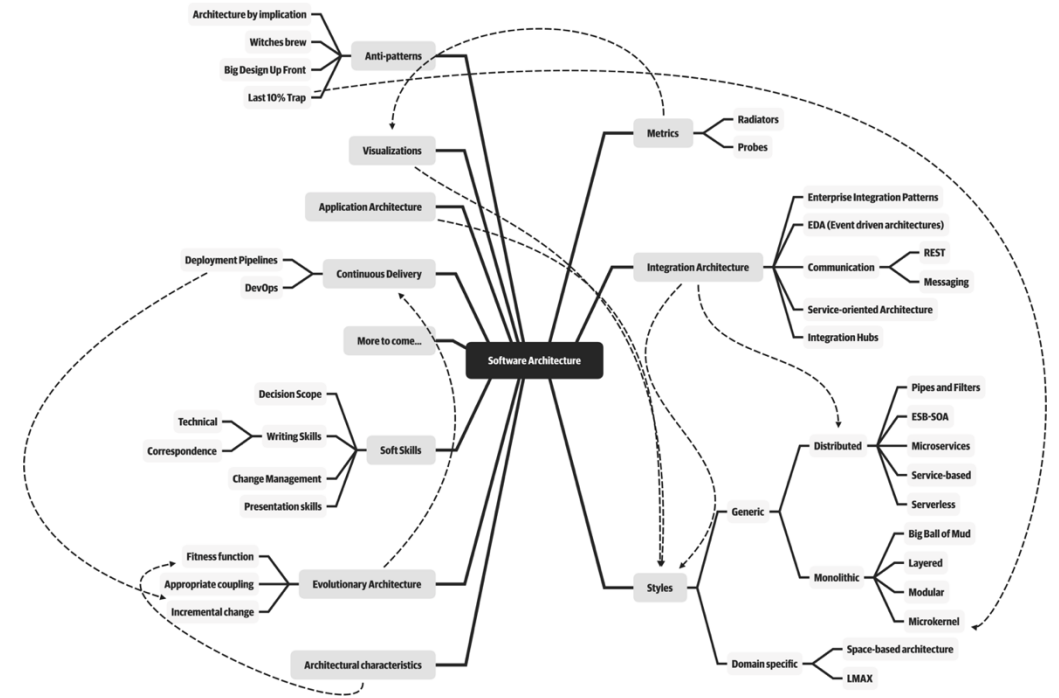 Architecture by implication
Witches brew
Big Design Up Front
Last 10% Trap
Anti-patterns
Visualizations
Application Architecture
Deployment Pipelines
DevOps
Continuous Delivery
More to come...
Decision Scope
Technical
Correspondence
Writing Skills
Change Management
Presentation skills
Soft Skills
Fitness function
Appropriate coupling
Incremental change
Evolutionary Architecture
Architectural characteristics
Software Architecture
Metrics
Radiators
Probes
Integration Architecture
Enterprise Integration Patterns
EDA (Event driven architectures)
Communication
REST
Messaging
Service-oriented Architecture
Integration Hubs
Styles
Generic
Distributed
Pipes and Filters
ESB-SOA
Microservices
Service-based
Serverless
Monolithic
Big Ball of Mud
Layered
Modular
Microkernel
Domain specific
Space-based architecture
LMAX